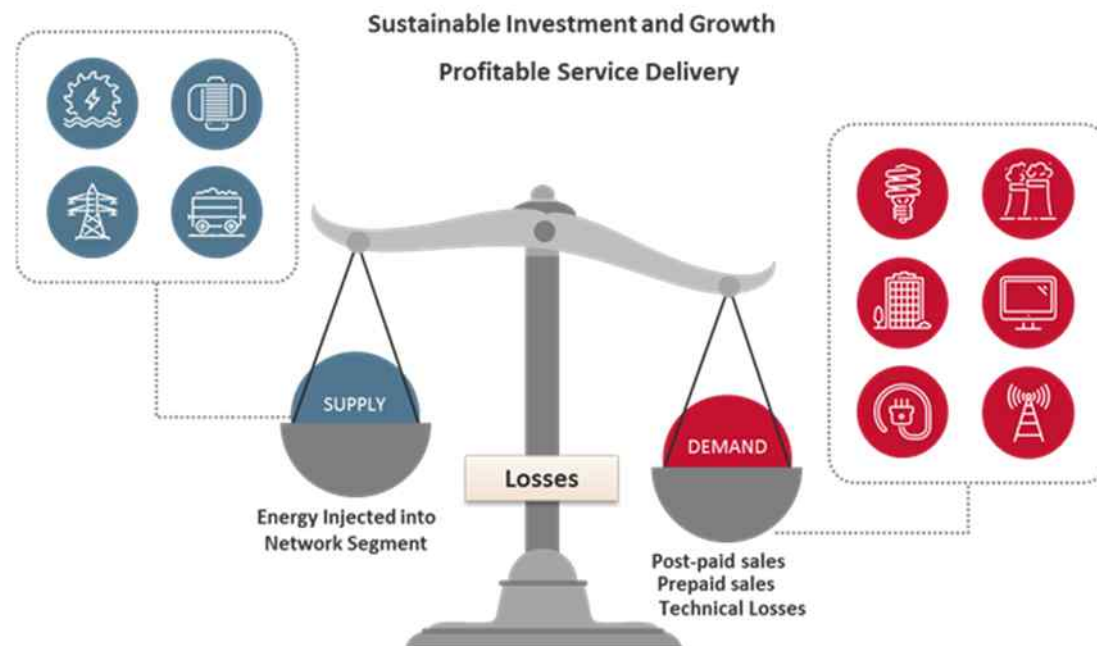 Sustainable Investment and Growth
Profitable Service Delivery
SUPPLY
DEMAND
Losses
Energy Injected into
Network Segment
Post-paid sales
Prepaid sales
Technical Losses